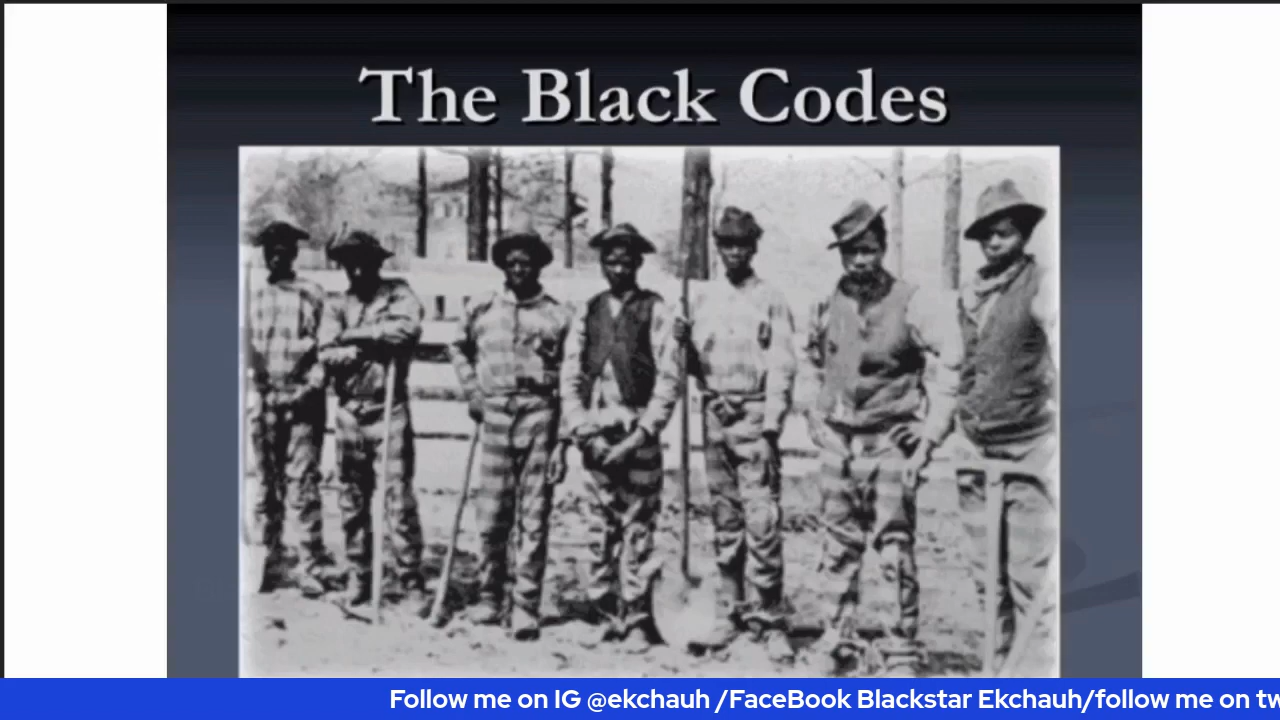 The Black Codes
Follow me on IG @ekchauh /FaceBook Blackstar Ekchauh/follow me on tw